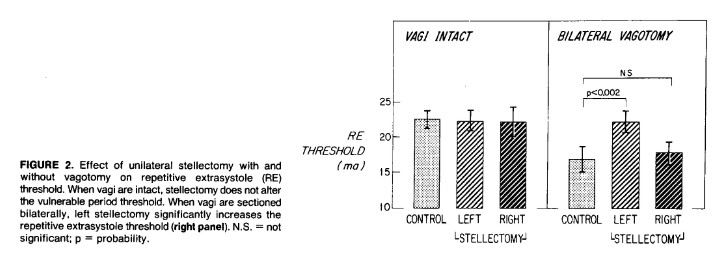 VAGI INTACT
BILATERAL VAGOTOMY
NS
p<0.002
25
20
15
10
RE
THRESHOLD
(ma)
CONTROL LEFT RIGHT
STELLECTOMY
CONTROL LEFT RIGHT
STELLECTOMY
FIGURE 2. Effect of unilateral stellectomy with and
without vagotomy on repetitive extrasystole (RE)
threshold. When vagi are intact, stellectomy does not alter
the vulnerable period threshold. When vagi are sectioned
bilaterally, left stellectomy significantly increases the
repetitive extrasystole threshold (right panel). N.S. = not
significant; p = probability.